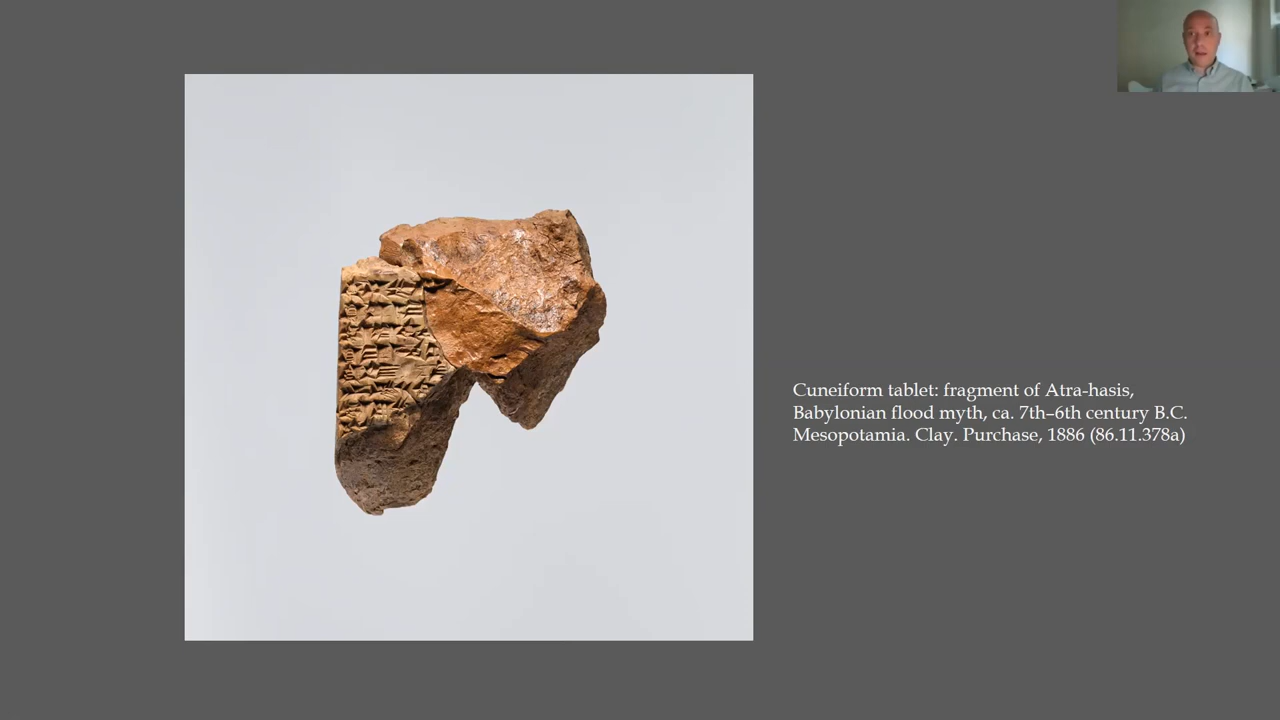 Cuneiform tablet: fragment of Atra-hasis,
Babylonian flood myth, ca. 7th–6th century B.C.
Mesopotamia. Clay. Purchase, 1886 (86.11.378a)